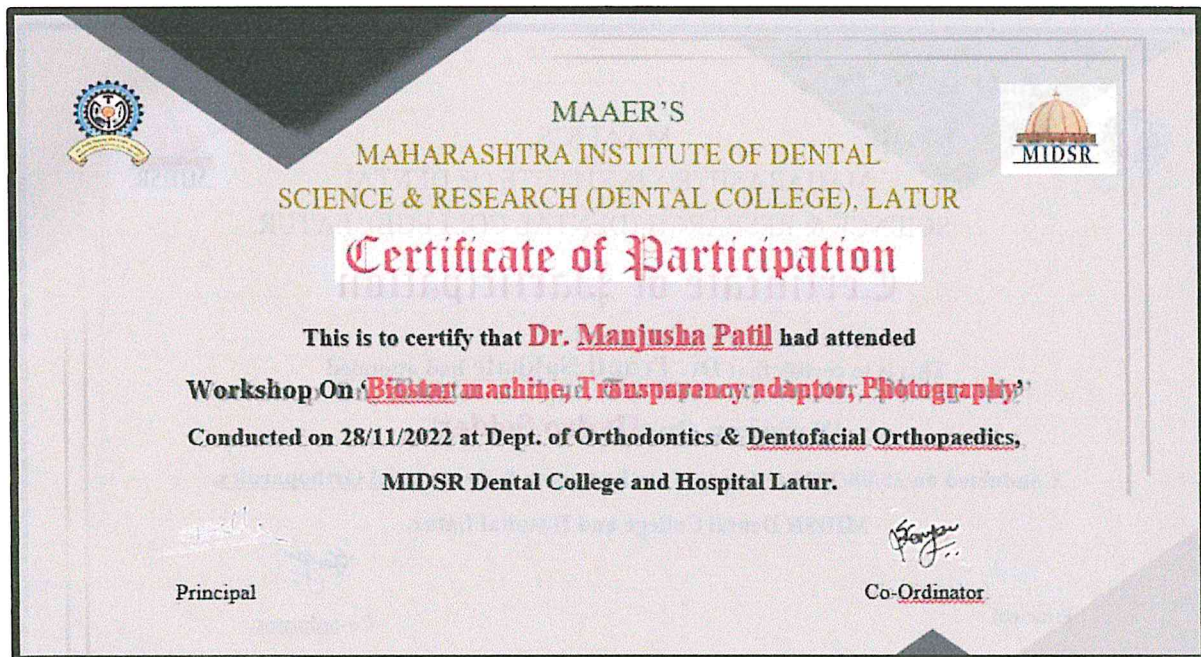 MAAER'S
MAHARASHTRA INSTITUTE OF DENTAL
SCIENCE & RESEARCH (DENTAL COLLEGE), LATUR
MIDSR
Certificate of Participation
This is to certify that Dr. Manjusha Patil had attended
Workshop On 'Biostar machine, Transparency adaptor, Photography'
Conducted on 28/11/2022 at Dept. of Orthodontics & Dentofacial Orthopaedics,
MIDSR Dental College and Hospital Latur.
Principal
Co-Ordinator